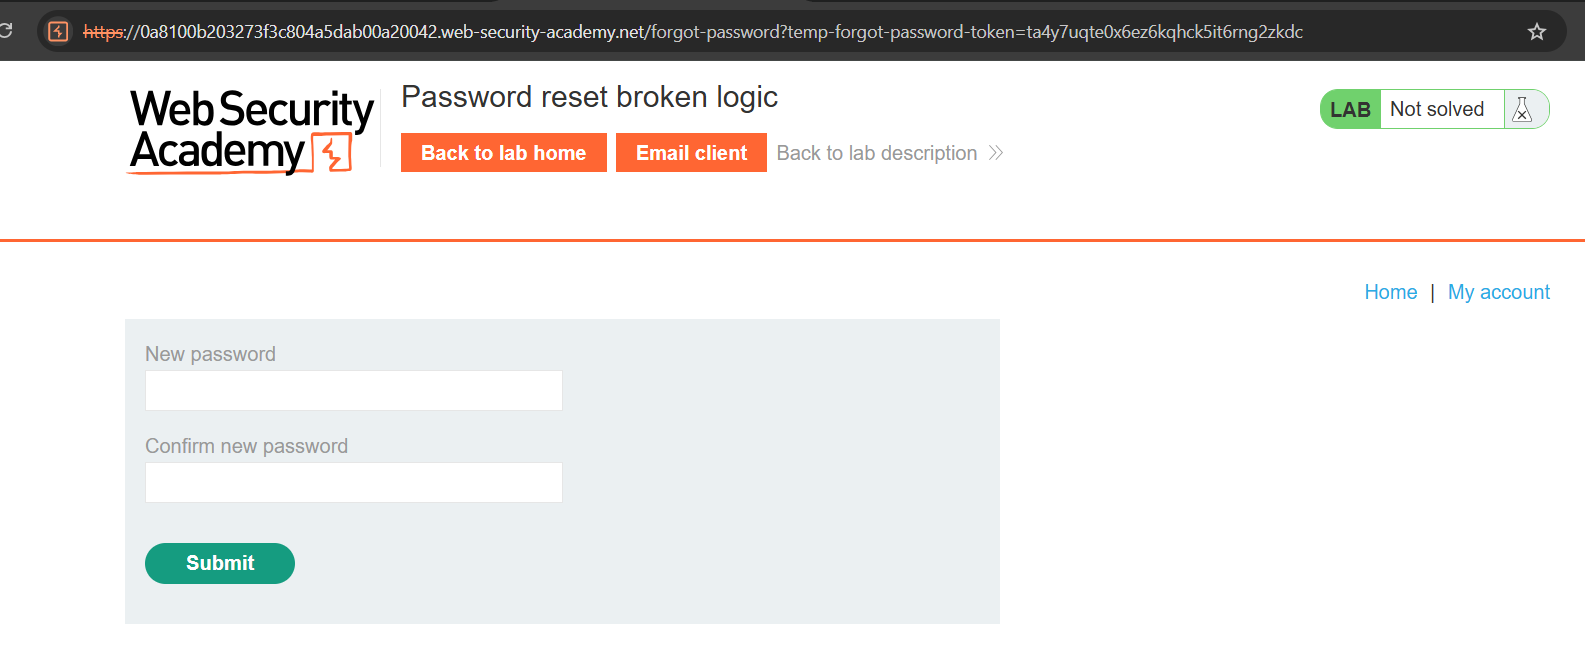 https://0a8100b203273f3c804a5dab00a20042.web-security-academy.net/forgot-password?temp-forgot-password-token=ta4y7uqte0x6ez6kqhck5it6rng2zkdc
WebSecurity
Academy
Password reset broken logic
Back to lab home
Email client
Back to lab description
LAB
Not solved
Home | My account
New password
Confirm new password
Submit